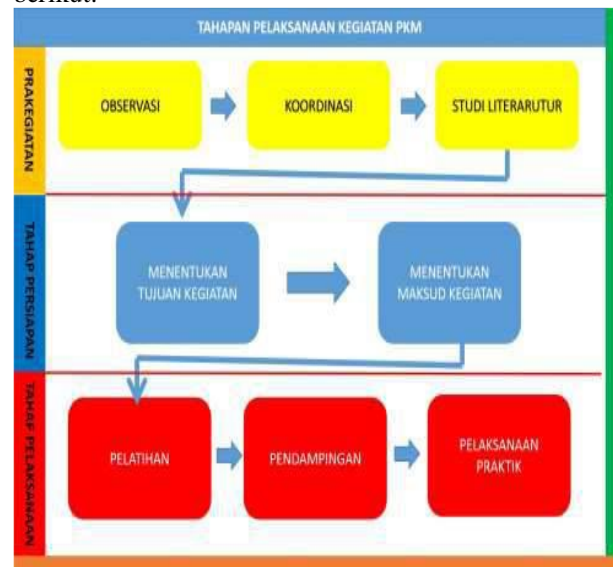 berikut:
TAHAPAN PELAKSANAAN KEGIATAN PKM
PRAKEGIATAN
OBSERVASI
KOORDINASI
STUDI LITERARUTUR
TAHAP PERSIAPAN
MENENTUKAN
TUJUAN KEGIATAN
MENENTUKAN
MAKSUD KEGIATAN
TAHAF PELAKSANAAN
PELATIHAN
PENDAMPINGAN
PELAKSANAAN
PRAKTIK